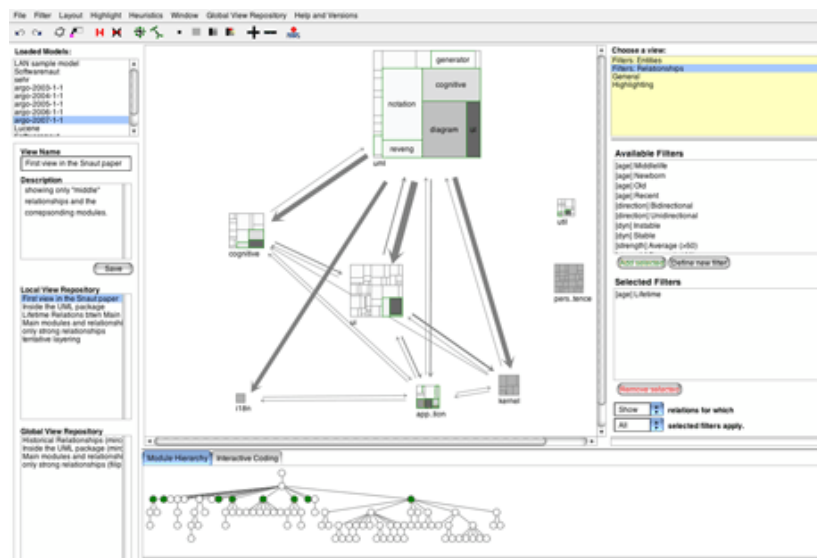 File Filter Layout Highlight Heuristics Window Global View Repository Help and Versions
Loaded Models:
LAN sample model
Softwarenaut
sehr
argo-2003-1-1
argo-2004-1-1
argo-2005-1-1
argo-2006-1-1
argo-2007-1-1
Lucene
View Name
First view in the Snaut paper
Description
showing only "middle"
relationships and the
correpsonding modules.
Save
Local View Repository
First view in the Snaut paper
Inside the UML package
Lifetime Relations btwn Main
Main modules and relationshi
only strong relationships
tentative layering
Global View Repository
Historical Relationships (mirc
Inside the UML package (mirc
Main modules and relationshi
only strong relationships (filip
generator
cognitive
notation
diagram
ui
reveng
uml
cognitive
ui
util
pers..tence
i18n
app..tion
kernel
Module Hierarchy Interactive Coding
Choose a view:
Filters: Entities
Filters: Relationships
General
Highlighting
Available Filters
[age] Middlelife
[age] Newborn
[age] Old
[age] Recent
[direction] Bidirectional
[direction] Unidirectional
[dyn] Instable
[dyn] Stable
[strength] Average (>50)
Add selected Define new filter
Selected Filters
[age] Lifetime
Remove selected
Show relations for which
All selected filters apply.